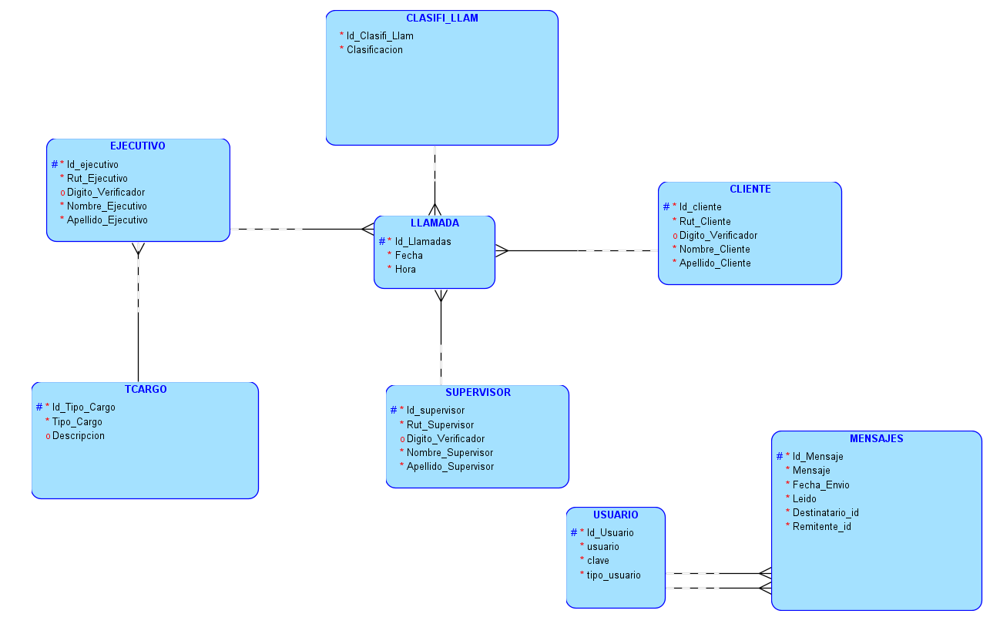 CLASIFI_LLAM
* Id_Clasifi_Llam
* Clasificacion
EJECUTIVO
# * Id_ejecutivo
* Rut_Ejecutivo
o Digito_Verificador
* Nombre_Ejecutivo
* Apellido_Ejecutivo
CLIENTE
# * Id_cliente
* Rut_Cliente
o Digito_Verificador
* Nombre_Cliente
* Apellido_Cliente
LLAMADA
# * Id_Llamadas
* Fecha
* Hora
TCARGO
# * Id_Tipo_Cargo
* Tipo_Cargo
o Descripcion
SUPERVISOR
# * Id_supervisor
* Rut_Supervisor
o Digito_Verificador
* Nombre_Supervisor
* Apellido_Supervisor
MENSAJES
# * Id_Mensaje
* Mensaje
* Fecha_Envio
* Leido
* Destinatario_id
* Remitente_id
USUARIO
# * Id_Usuario
* usuario
* clave
* tipo_usuario